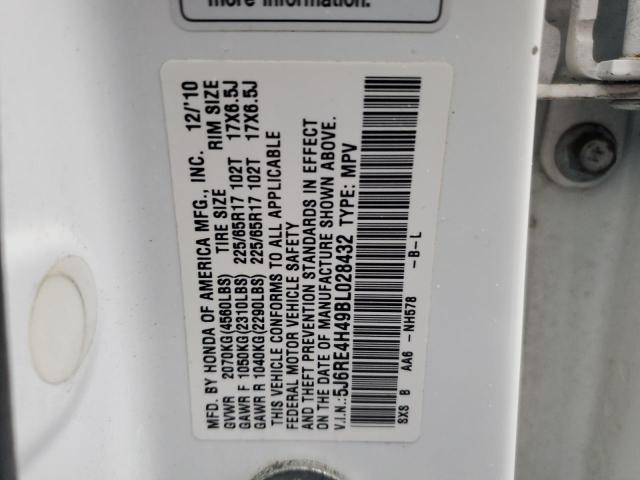 more information.
MFD. BY HONDA OF AMERICA MFG., INC. 12/'10
GVWR 2070KG(4560LBS) TIRE SIZE RIM SIZE
GAWR F 1050KG(2310LBS) 225/65R17 102T 17X6.5J
GAWR R 1040KG(2290LBS) 225/65R17 102T 17X6.5J
THIS VEHICLE CONFORMS TO ALL APPLICABLE
FEDERAL MOTOR VEHICLE SAFETY
AND THEFT PREVENTION STANDARDS IN EFFECT
ON THE DATE OF MANUFACTURE SHOWN ABOVE.
V.I.N.:5J6RE4H49BL028432 TYPE: MPV
SXS B AA6 -NH578 -B-L